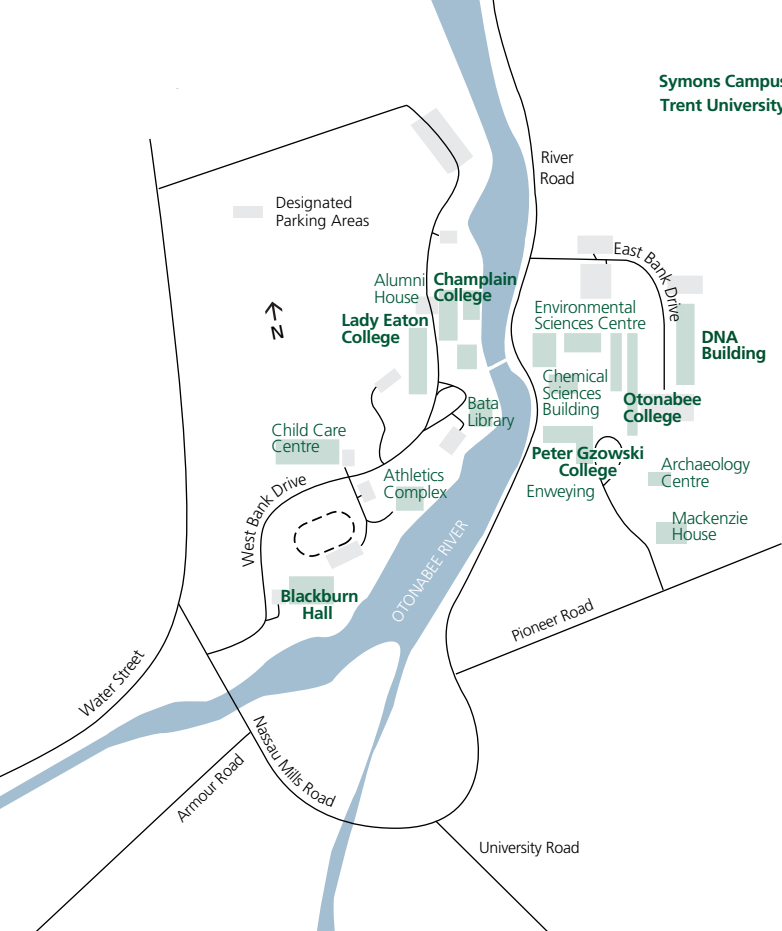 Symons Campus
Trent University
River
Road
Designated
Parking Areas
East Bank Drive
Alumni
House
Champlain
College
Lady Eaton
College
N
Environmental
Sciences Centre
DNA
Building
Chemical
Sciences
Building
Otonabee
College
Bata
Library
Child Care
Centre
Peter Gzowski
College
Enweying
Archaeology
Centre
Athletics
Complex
West Bank Drive
Mackenzie
House
OTONABEE RIVER
Blackburn
Hall
Pioneer Road
Water Street
Nassau Mills Road
Armour Road
University Road